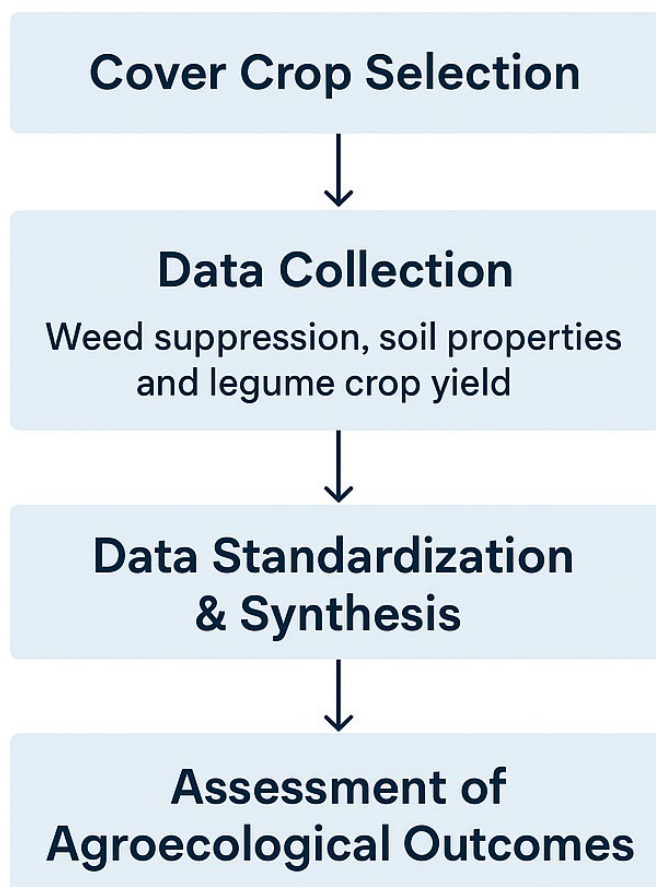 Cover Crop Selection
Data Collection
Weed suppression, soil properties
and legume crop yield
Data Standardization
& Synthesis
Assessment of
Agroecological Outcomes